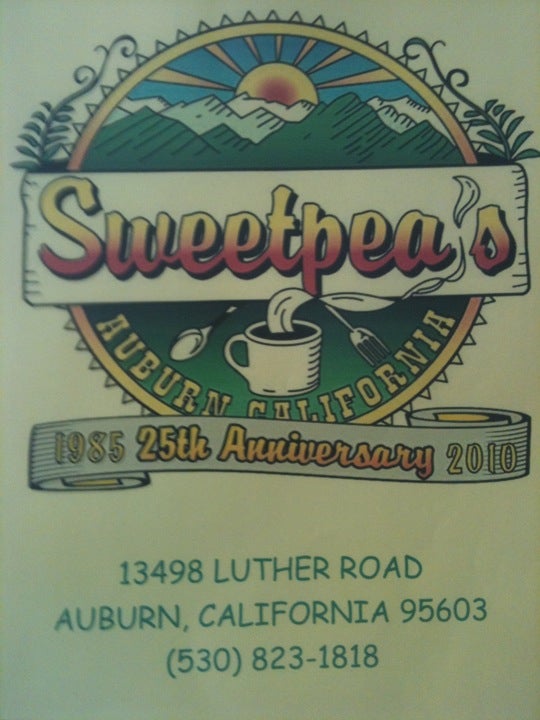 Sweetpea's
AUBURN CALIFORNIA
1985 25th Anniversary 2010
13498 LUTHER ROAD
AUBURN, CALIFORNIA 95603
(530) 823-1818